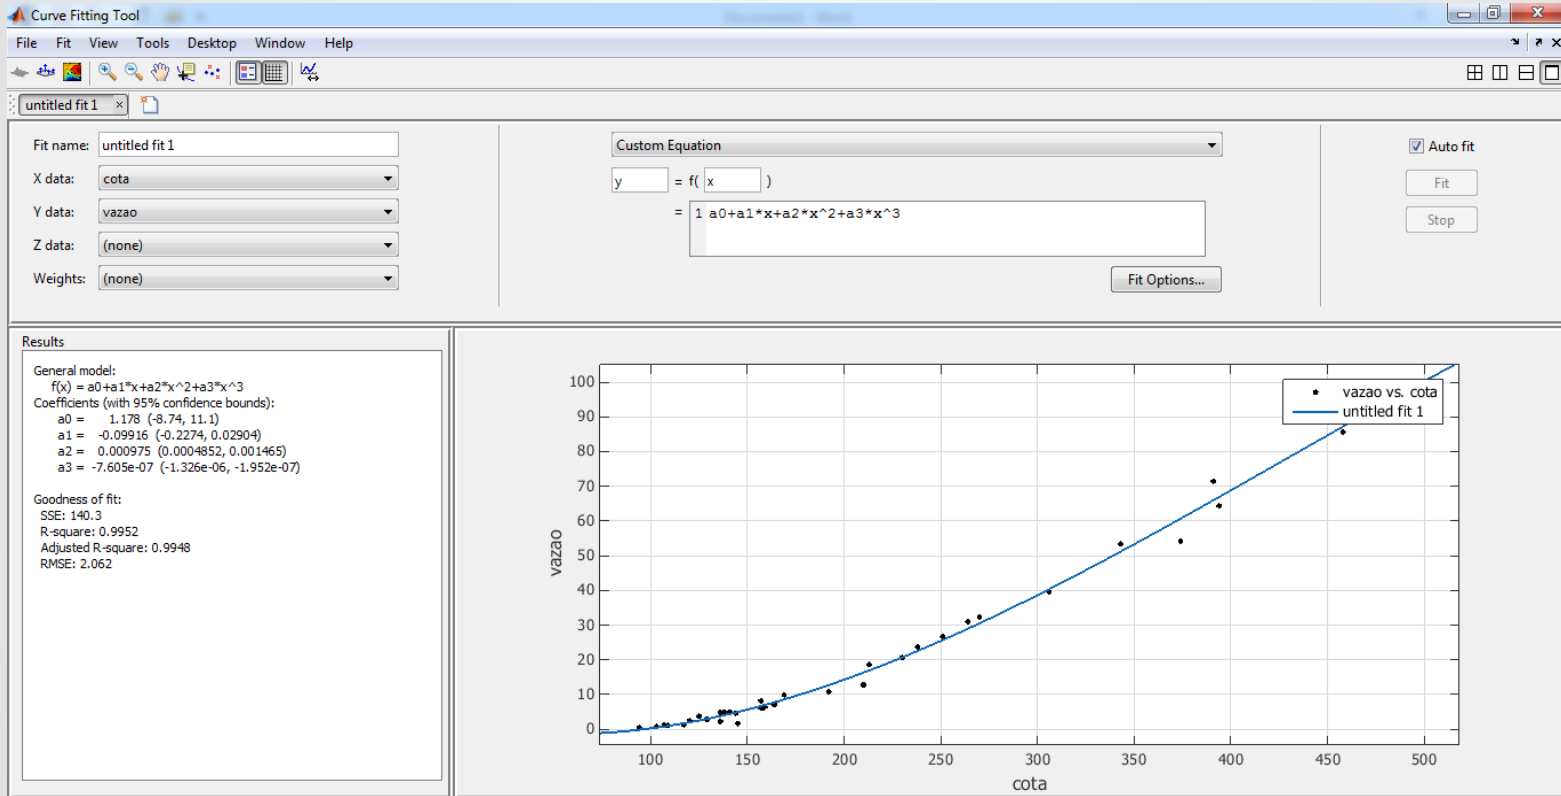 Curve Fitting Tool
File Fit View Tools Desktop Window Help
untitled fit 1
Fit name: untitled fit 1
X data: cota
Y data: vazao
Z data: (none)
Weights: (none)
Custom Equation
y = f( x )
= 1 a0+a1*x+a2*x^2+a3*x^3
Fit Options...
Auto fit
Fit
Stop
Results
General model:
f(x) = a0+a1*x+a2*x^2+a3*x^3
Coefficients (with 95% confidence bounds):
a0 = 1.178 (-8.74, 11.1)
a1 = -0.09916 (-0.2274, 0.02904)
a2 = 0.000975 (0.0004852, 0.001465)
a3 = -7.605e-07 (-1.326e-06, -1.952e-07)
Goodness of fit:
SSE: 140.3
R-square: 0.9952
Adjusted R-square: 0.9948
RMSE: 2.062
vazao vs. cota
untitled fit 1
100
90
80
70
60
50
40
30
20
10
0
vazao
100 150 200 250 300 350 400 450 500
cota